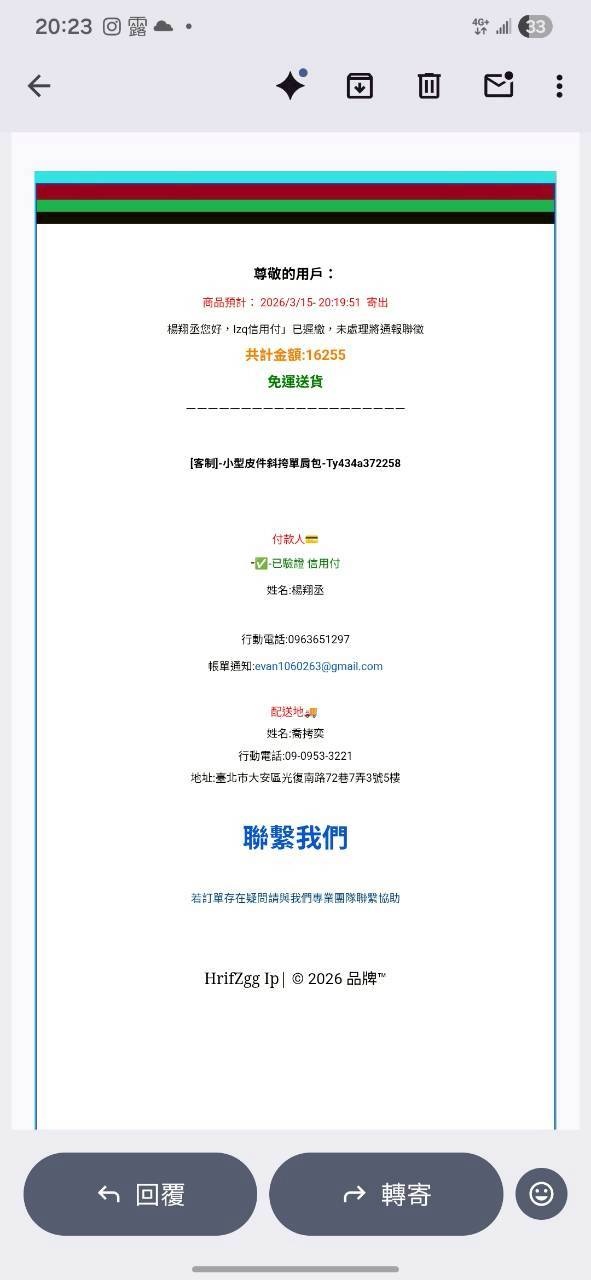 20:23 露 • 4G+ 33
尊敬的用戶：
商品預計： 2026/3/15- 20:19:51 寄出
楊翔丞您好，lzq信用付」已遲繳，未處理將通報聯徵
共計金額:16255
免運送貨
————————————————————
[客制]-小型皮件斜挎單肩包-Ty434a372258
付款人💳
-✅-已驗證 信用付
姓名:楊翔丞
行動電話:0963651297
帳單通知:evan1060263@gmail.com
配送地🚚
姓名:喬拷奕
行動電話:09-0953-3221
地址:臺北市大安區光復南路72巷7弄3號5樓
聯繫我們
若訂單存在疑問請與我們專業團隊聯繫協助
HrifZgg Ip| © 2026 品牌™
回覆
轉寄